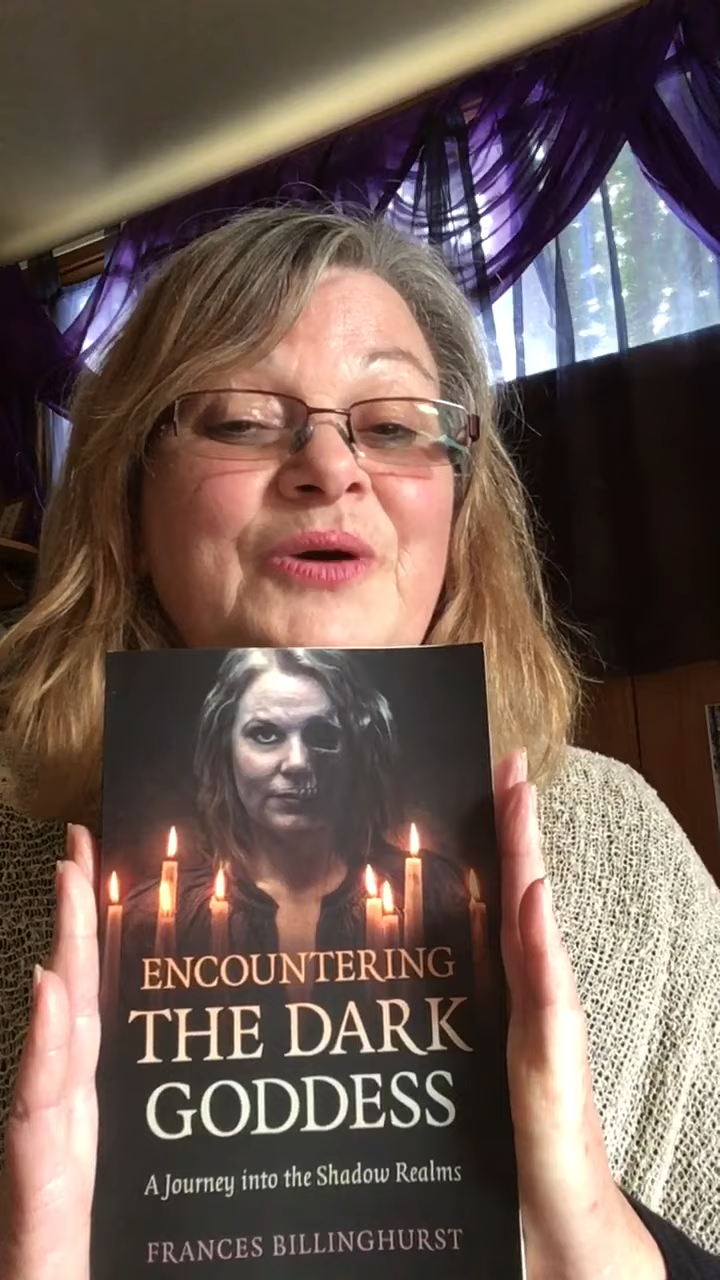 ENCOUNTERING
THE DARK
GODDESS
A Journey into the Shadow Realms
FRANCES BILLINGHURST